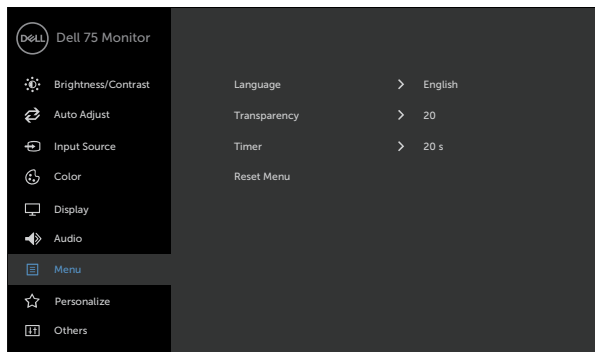 DELL Dell 75 Monitor
Brightness/Contrast
Auto Adjust
Input Source
Color
Display
Audio
Menu
Personalize
Others
Language > English
Transparency > 20
Timer > 20 s
Reset Menu